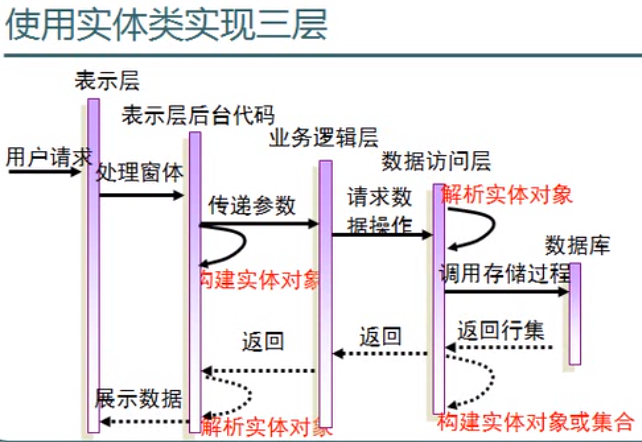 使用实体类实现三层
表示层
表示层后台代码
业务逻辑层
数据访问层
用户请求
处理窗体
传递参数
请求数
据操作
解析实体对象
数据库
构建实体对象
调用存储过程
返回
返回
返回行集
展示数据
解析实体对象
构建实体对象或集合